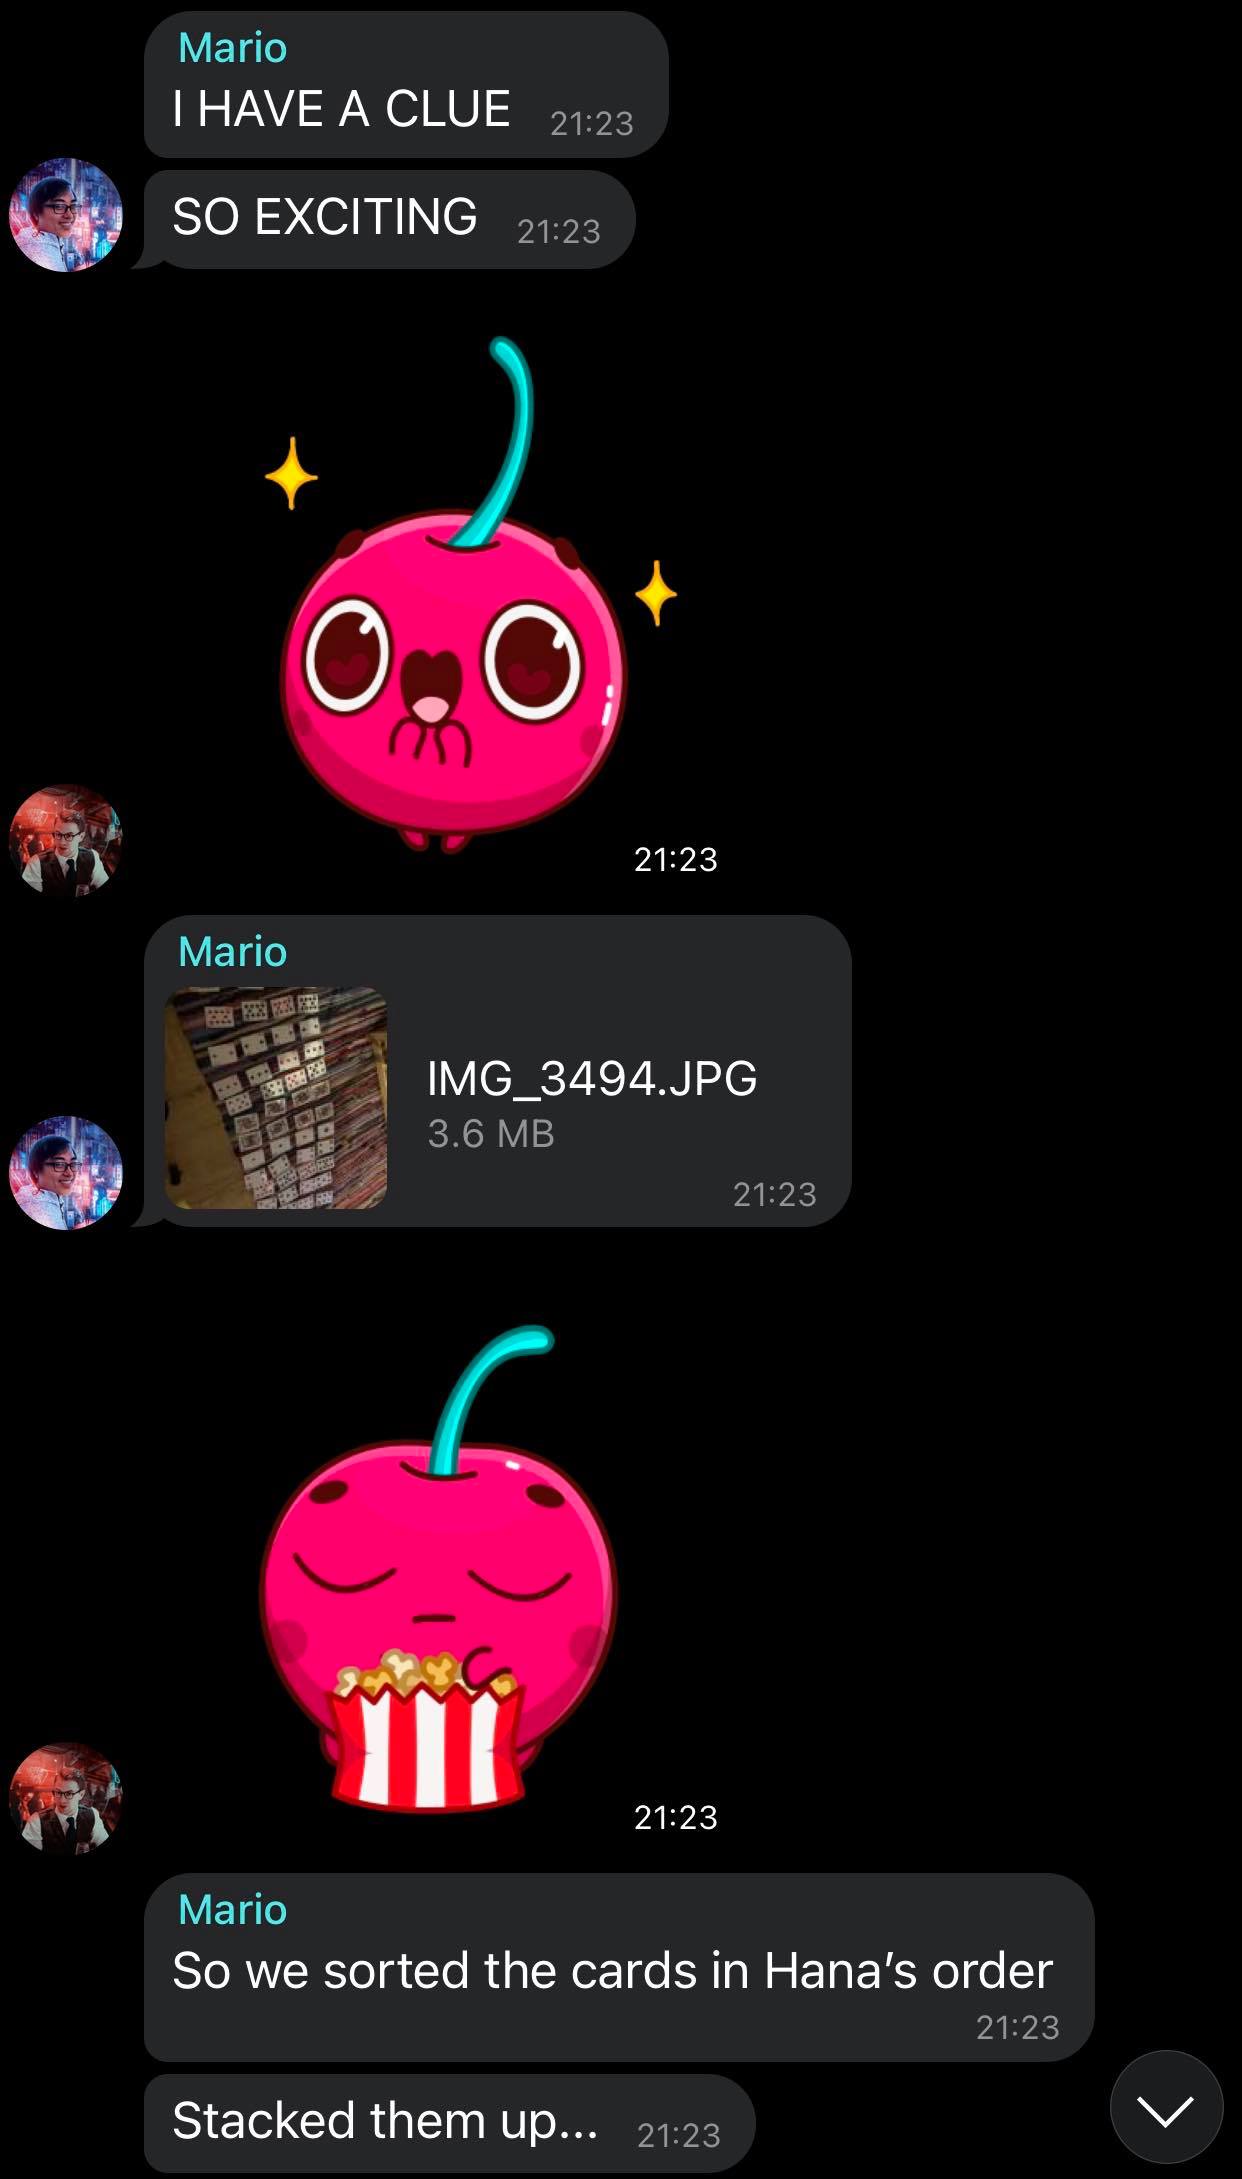 Mario
I HAVE A CLUE
21:23
SO EXCITING
21:23
21:23
Mario
IMG_3494.JPG
3.6 MB
21:23
21:23
Mario
So we sorted the cards in Hana’s order
21:23
Stacked them up...
21:23